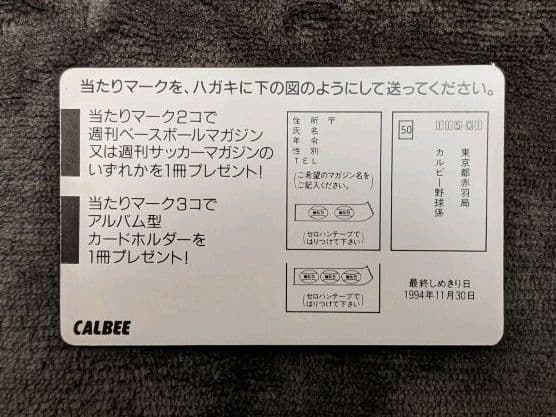 当たりマークを、ハガキに下の図のようにして送ってください。
当たりマーク2コで
週刊ベースボールマガジン
又は週刊サッカーマガジンの
いずれかを1冊プレゼント!
当たりマーク3コで
アルバム型
カードホルダーを
1冊プレゼント!
住所 〒
氏名
年令
性別
TEL
(ご希望のマガジン名を
ご記入ください。)
(セロハンテープで
はりつけて下さい)
(セロハンテープで
はりつけて下さい)
50
東京都赤羽局
カルビー野球係
最終しめきり日
1994年11月30日
CALBEE